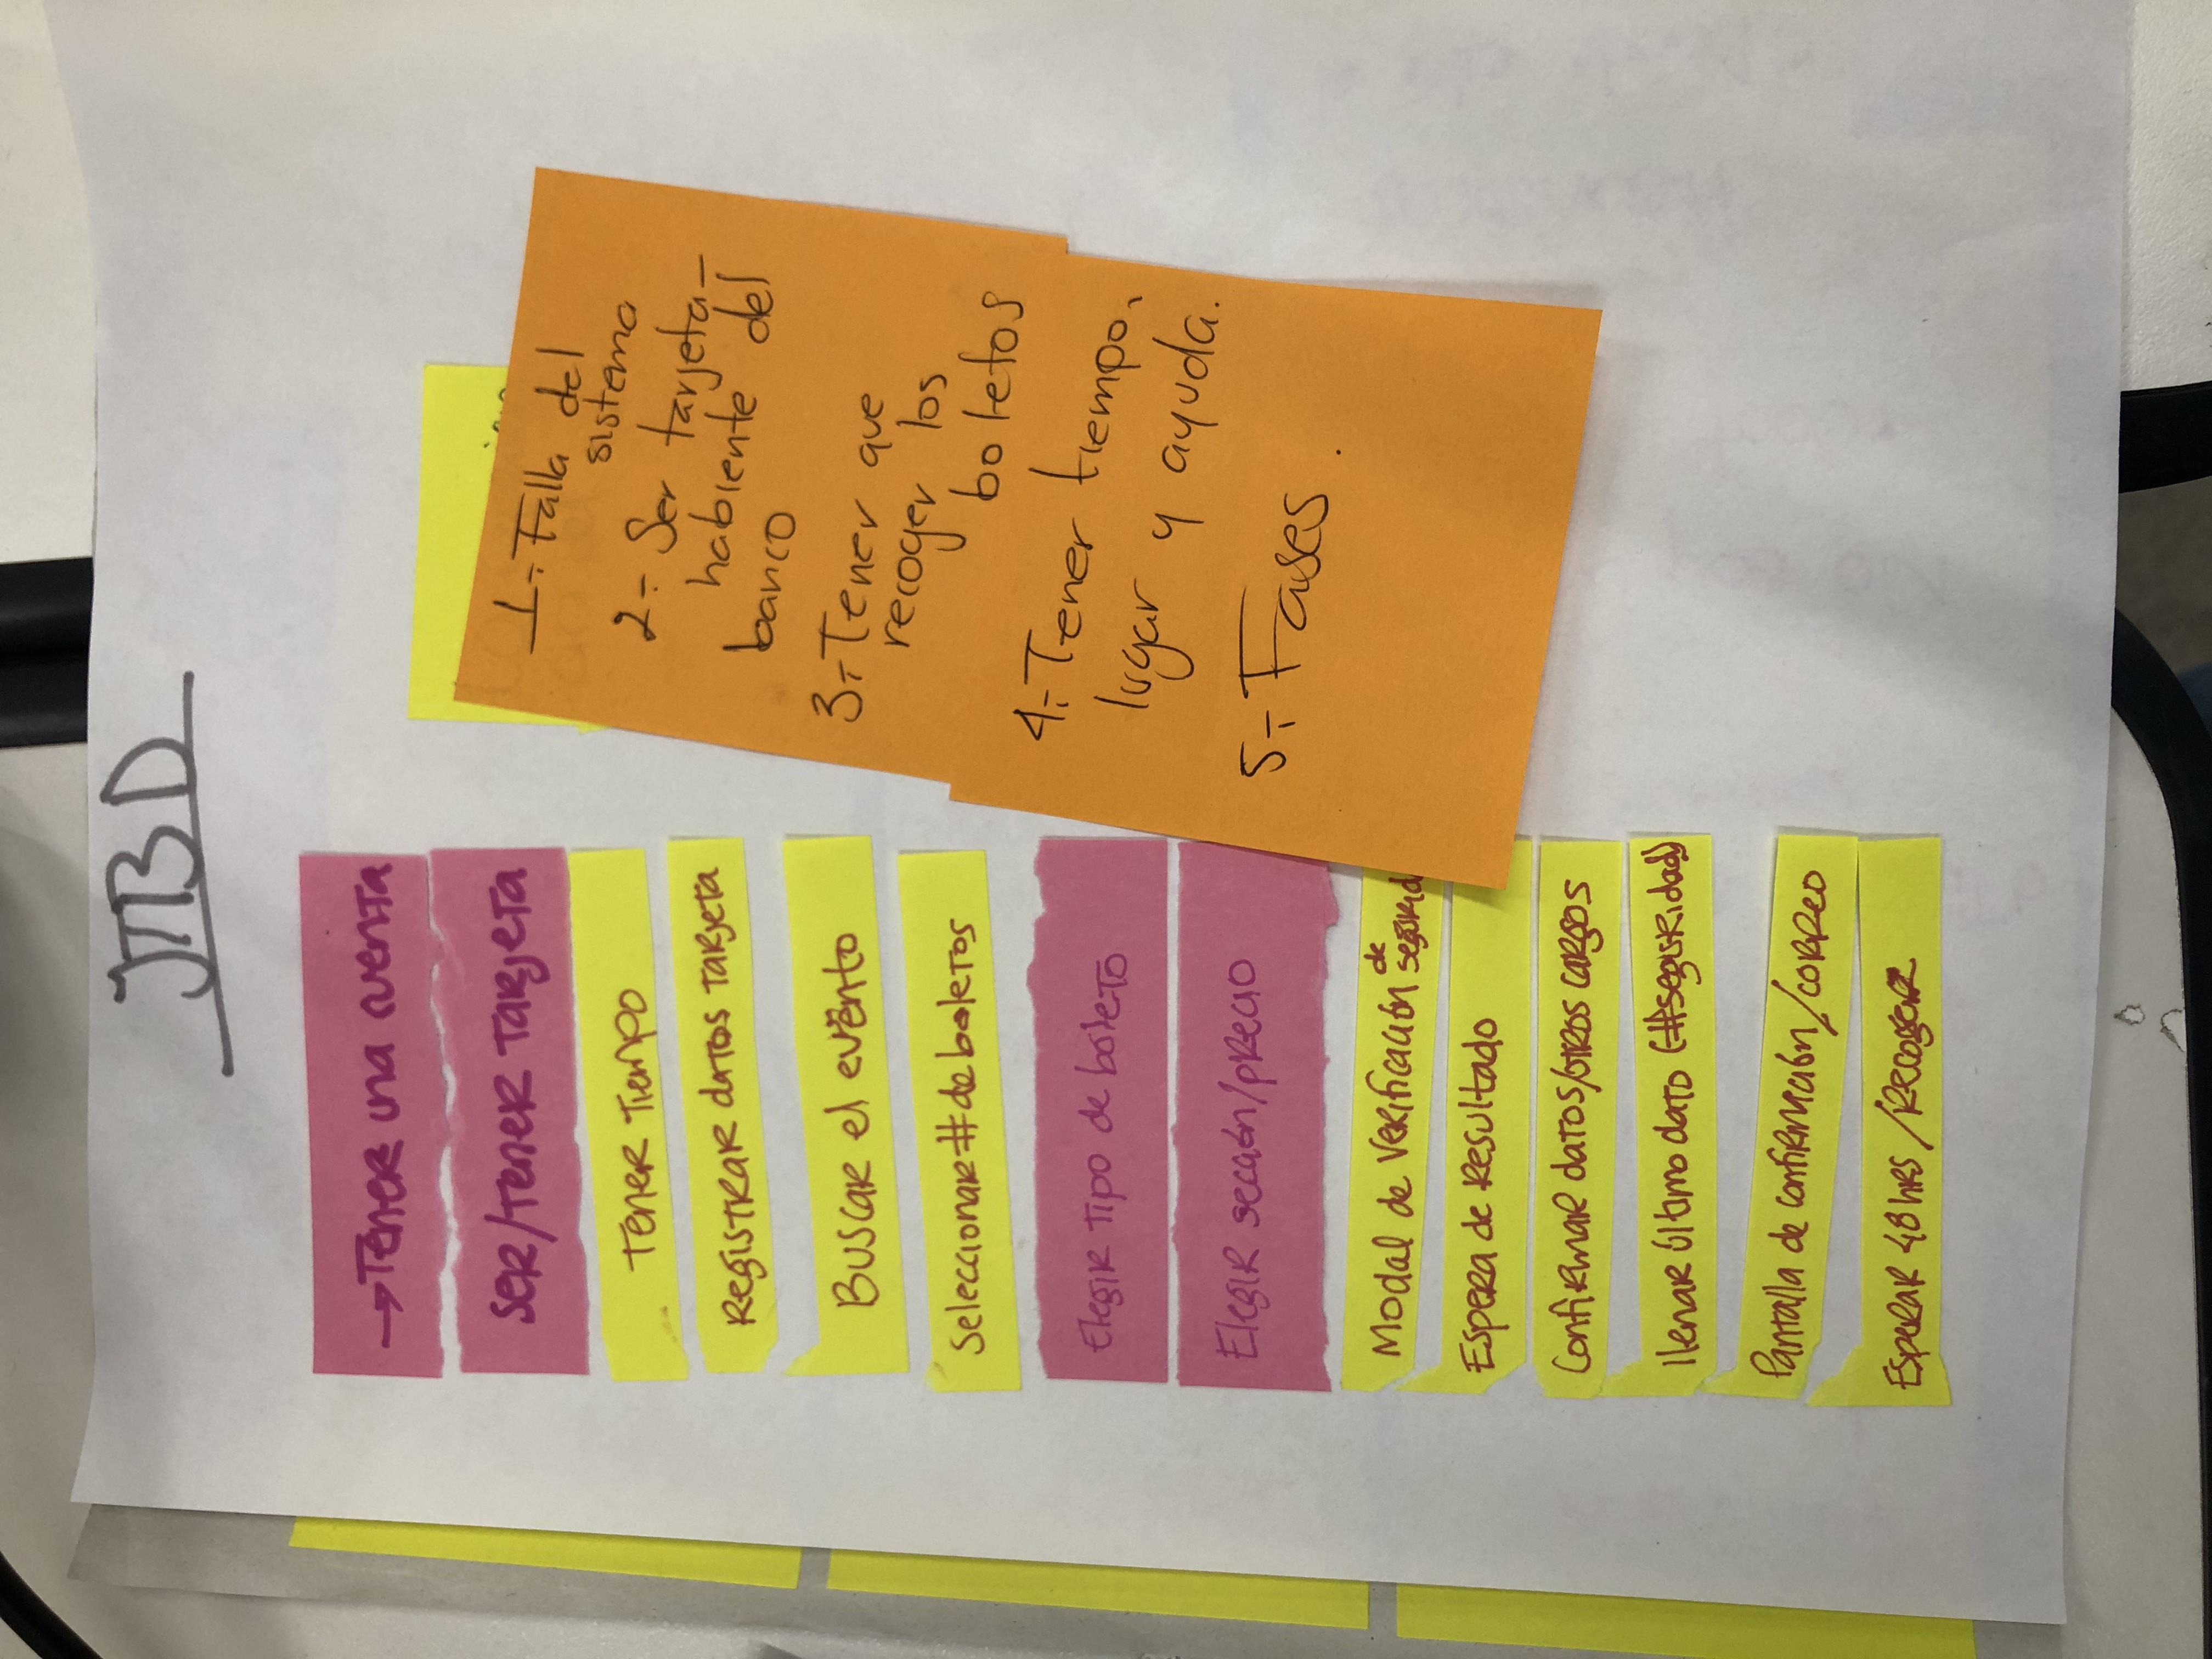 JTBD
→Tener una cuenta
Ser/tener tarjeta
Tener tiempo
Registrar datos tarjeta
Buscar el evento
Seleccionar # de boletos
Elegir tipo de boleto
Elegir sección/precio
Modal de verificación de
segurid
Espera de resultado
Confirmar datos/otros cargos
llenar último dato (#seguridad)
Pantalla de confirmación/correo
Esperar 48 hrs /Recoger
1.- Falla del
sistema
2.- Ser tarjeta-
habiente del
banco
3.- Tener que
recoger los
boletos
4.- Tener tiempo,
lugar y ayuda.
5.- Fases.